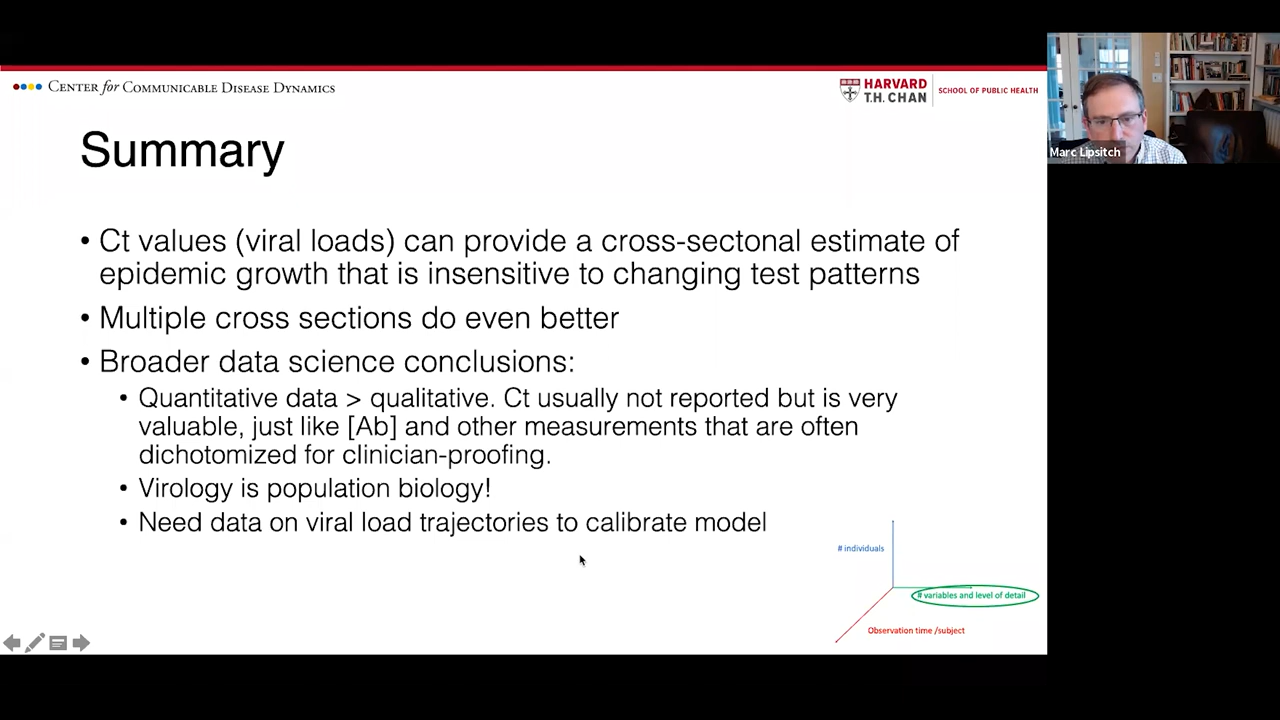 CENTER for COMMUNICABLE DISEASE DYNAMICS
HARVARD
T.H. CHAN
SCHOOL OF PUBLIC HEALTH
Marc Lipsitch
Summary
• Ct values (viral loads) can provide a cross-sectonal estimate of
epidemic growth that is insensitive to changing test patterns
• Multiple cross sections do even better
• Broader data science conclusions:
• Quantitative data > qualitative. Ct usually not reported but is very
valuable, just like [Ab] and other measurements that are often
dichotomized for clinician-proofing.
• Virology is population biology!
• Need data on viral load trajectories to calibrate model
# individuals
# variables and level of detail
Observation time /subject